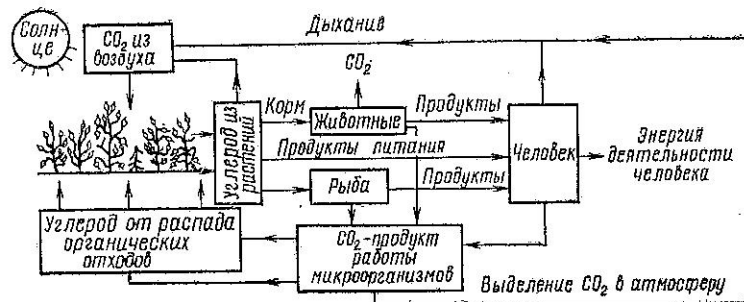 Солн-
це
CO₂ из
воздуха
Дыхание
CO₂
Корм
Животные
Продукты
Углерод из
растений
Продукты питания
Человек
Энергия
деятельности
человека
Рыба
Продукты
Углерод от распада
органических
отходов
CO₂-продукт
работы
микроорганизмов
Выделение CO₂ в атмосферу